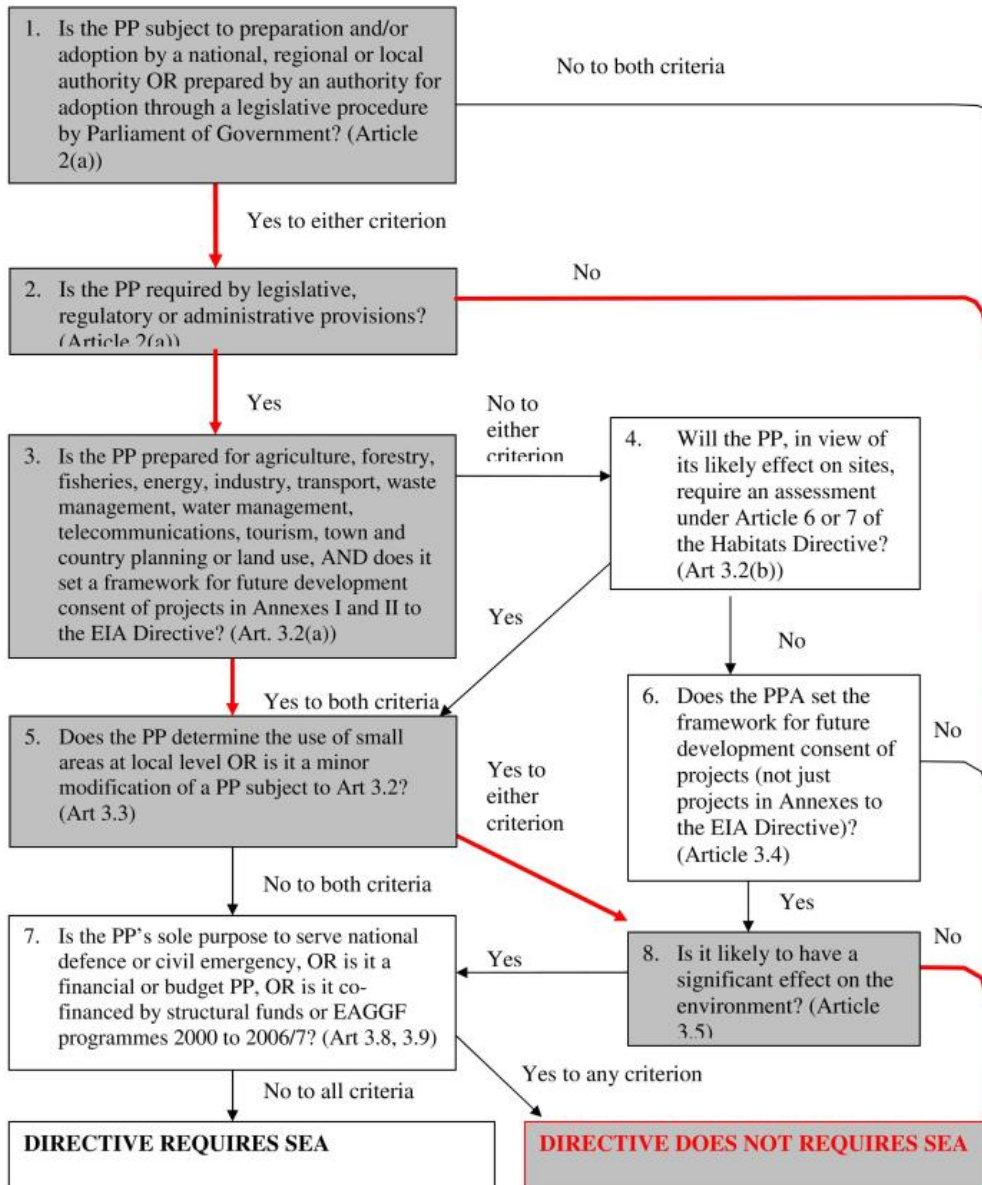 1. Is the PP subject to preparation and/or
adoption by a national, regional or local
authority OR prepared by an authority for
adoption through a legislative procedure
by Parliament of Government? (Article
2(a))
No to both criteria
Yes to either criterion
2. Is the PP required by legislative,
regulatory or administrative provisions?
(Article 2(a))
No
Yes
No to
either
criterion
3. Is the PP prepared for agriculture, forestry,
fisheries, energy, industry, transport, waste
management, water management,
telecommunications, tourism, town and
country planning or land use, AND does it
set a framework for future development
consent of projects in Annexes I and II to
the EIA Directive? (Art. 3.2(a))
4. Will the PP, in view of
its likely effect on sites,
require an assessment
under Article 6 or 7 of
the Habitats Directive?
(Art 3.2(b))
Yes
No
Yes to both criteria
5. Does the PP determine the use of small
areas at local level OR is it a minor
modification of a PP subject to Art 3.2?
(Art 3.3)
Yes to
either
criterion
6. Does the PPA set the
framework for future
development consent of
projects (not just
projects in Annexes to
the EIA Directive)?
(Article 3.4)
No
No to both criteria
Yes
7. Is the PP’s sole purpose to serve national
defence or civil emergency, OR is it a
financial or budget PP, OR is it co-
financed by structural funds or EAGGF
programmes 2000 to 2006/7? (Art 3.8, 3.9)
Yes
8. Is it likely to have a
significant effect on the
environment? (Article
3.5)
No
No to all criteria
Yes to any criterion
DIRECTIVE REQUIRES SEA
DIRECTIVE DOES NOT REQUIRES SEA